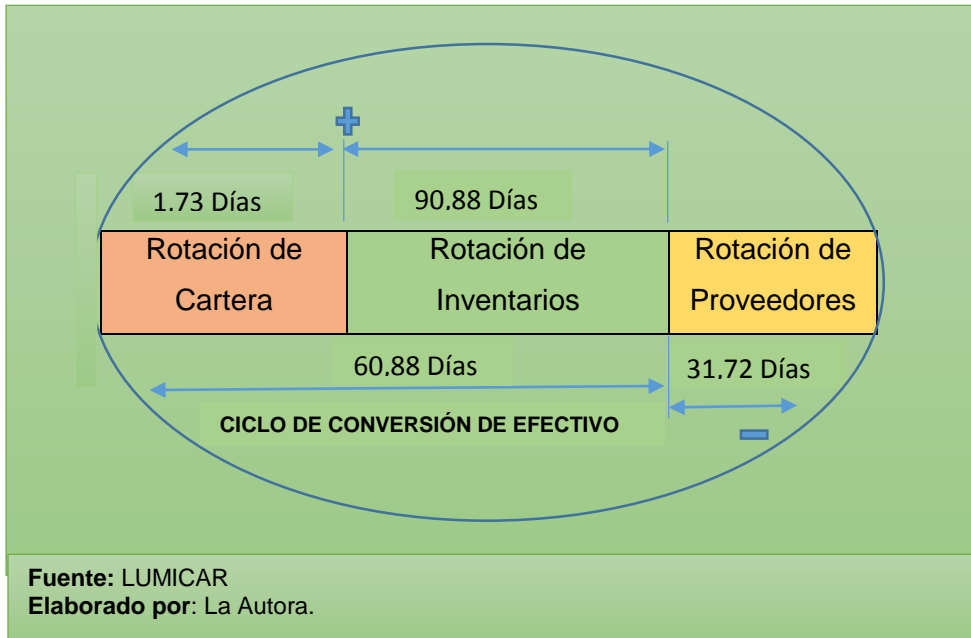 1.73 Días
90.88 Días
Rotación de
Cartera
Rotación de
Inventarios
Rotación de
Proveedores
60.88 Días
31.72 Días
CICLO DE CONVERSIÓN DE EFECTIVO
Fuente: LUMICAR
Elaborado por: La Autora.